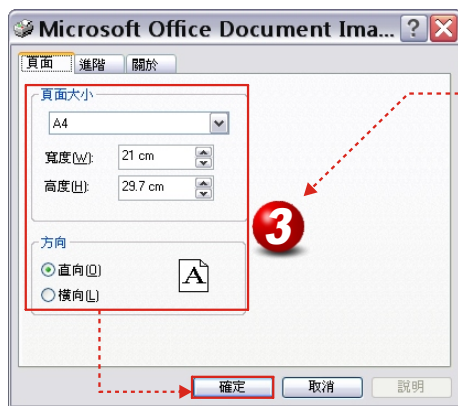 Microsoft Office Document Ima...
頁面 進階 關於
頁面大小
A4
寬度(W): 21 cm
高度(H): 29.7 cm
3
方向
直向(O)
A
橫向(L)
確定 取消 說明